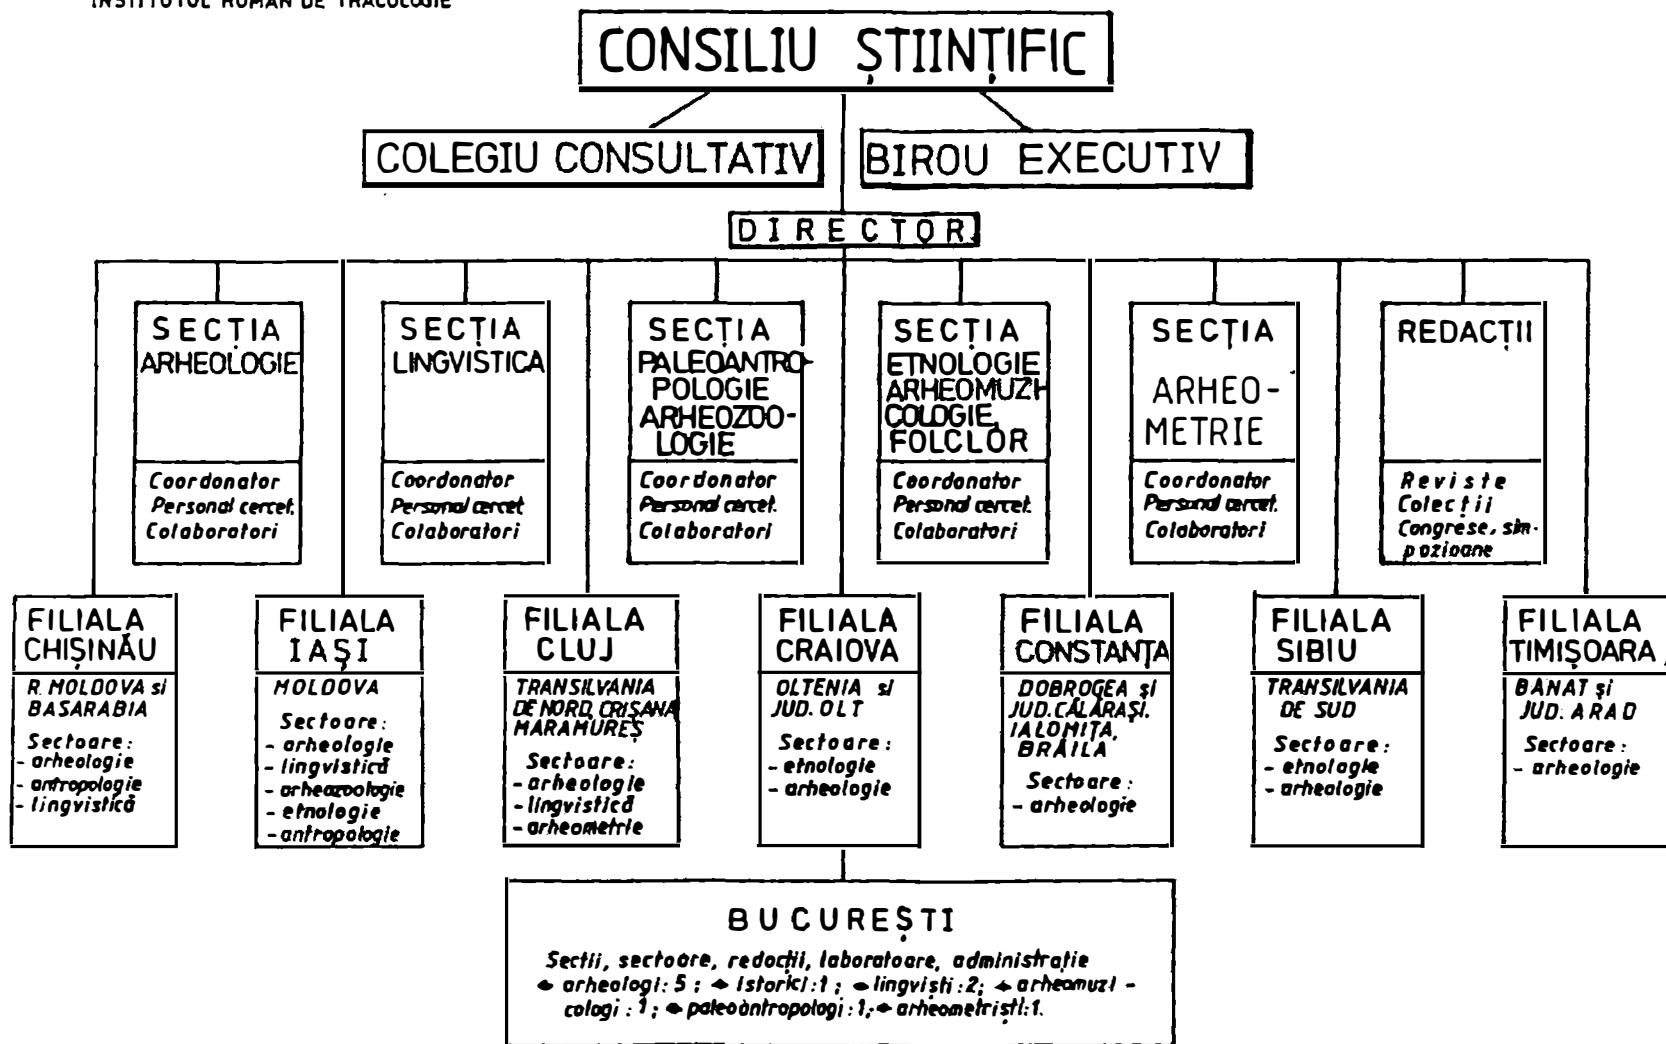 INSTITUTUL ROMÂN DE TRACOLOGIE
CONSILIU ȘTIINȚIFIC
COLEGIU CONSULTATIV
BIROU EXECUTIV
DIRECTOR
SECȚIA
ARHEOLOGIE
Coordonator
Personal cercet.
Colaboratori
SECȚIA
LINGVISTICA
Coordonator
Personal cercet
Colaboratori
SECȚIA
PALEOANTRO-
POLOGIE
ARHEOZOO-
LOGIE
Coordonator
Personal cercet.
Colaboratori
SECȚIA
ETNOLOGIE
ARHEOMUZI-
COLOGIE,
FOLCLOR
Coordonator
Personal cercet.
Colaboratori
SECȚIA
ARHEO-
METRIE
Coordonator
Personal cercet.
Colaboratori
REDACȚII
Reviste
Colecții
Congrese, sim-
pozioane
FILIALA
CHIȘINĂU
R. MOLDOVA si
BASARABIA
Sectoare:
- arheologie
- antropologie
- lingvistică
FILIALA
IAȘI
MOLDOVA
Sectoare:
- arheologie
- lingvistică
- arheozoologie
- etnologie
- antropologie
FILIALA
CLUJ
TRANSILVANIA
DE NORD, CRIȘANA
MARAMUREȘ
Sectoare:
- arheologie
- lingvistică
- arheometrie
FILIALA
CRAIOVA
OLTENIA si
JUD. OLT
Sectoare:
- etnologie
- arheologie
FILIALA
CONSTANȚA
DOBROGEA și
JUD. CĂLĂRAȘI.
IALOMIȚA,
BRĂILA
Sectoare:
- arheologie
FILIALA
SIBIU
TRANSILVANIA
DE SUD
Sectoare:
- etnologie
- arheologie
FILIALA
TIMIȘOARA
BANAT și
JUD. ARAD
Sectoare:
- arheologie
BUCUREȘTI
Sectii, sectoare, redocții, laboratoare, administrație
arheologi: 5; istorici: 1; lingviști: 2; arheomuzi-
cologi: 1; paleoantropologi: 1; arheometriști: 1.